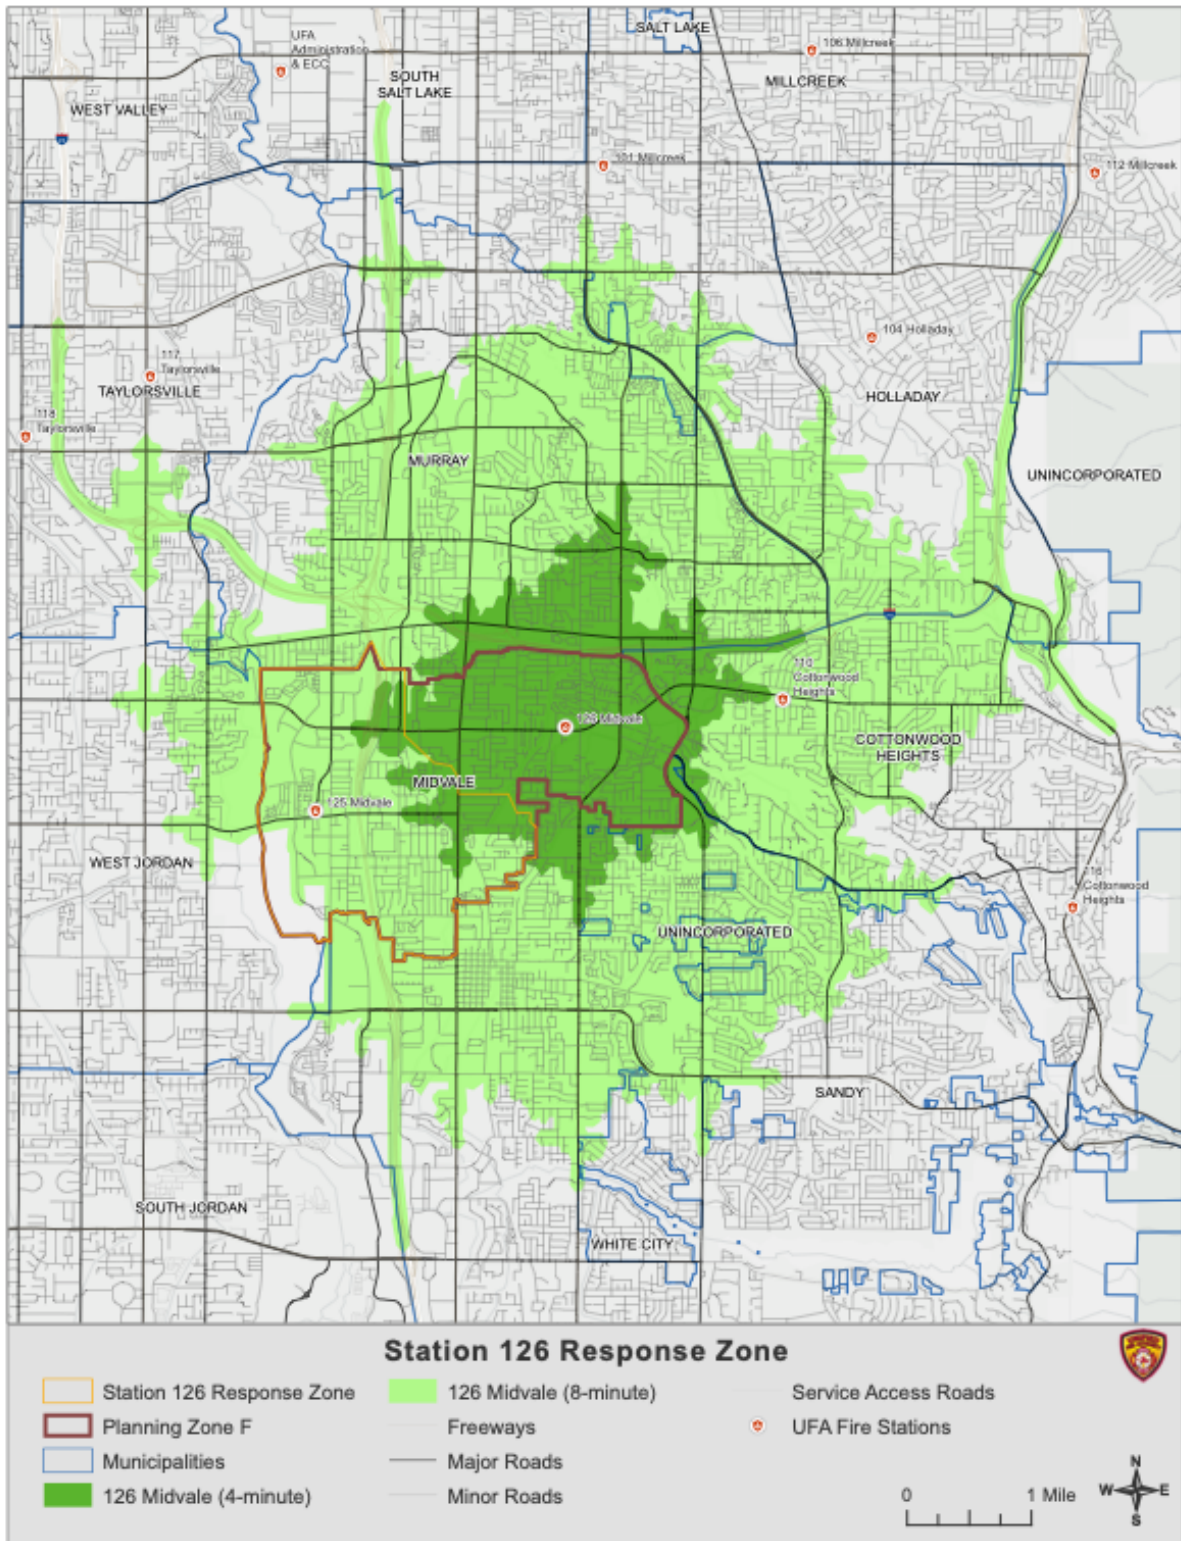 SALT LAKE
UFA
Administration
& ECC
106 Millcreek
SOUTH
SALT LAKE
MILLCREEK
WEST VALLEY
101 Millcreek
112 Millcreek
104 Holladay
117
Taylorsville
TAYLORSVILLE
HOLLADAY
118
Taylorsville
MURRAY
UNINCORPORATED
110
Cottonwood
Heights
126 Midvale
COTTONWOOD
HEIGHTS
MIDVALE
125 Midvale
WEST JORDAN
116
Cottonwood
Heights
UNINCORPORATED
SANDY
SOUTH JORDAN
WHITE CITY
Station 126 Response Zone
Station 126 Response Zone
Planning Zone F
Municipalities
126 Midvale (4-minute)
126 Midvale (8-minute)
Freeways
Major Roads
Minor Roads
Service Access Roads
UFA Fire Stations
0 1 Mile
N
W E
S